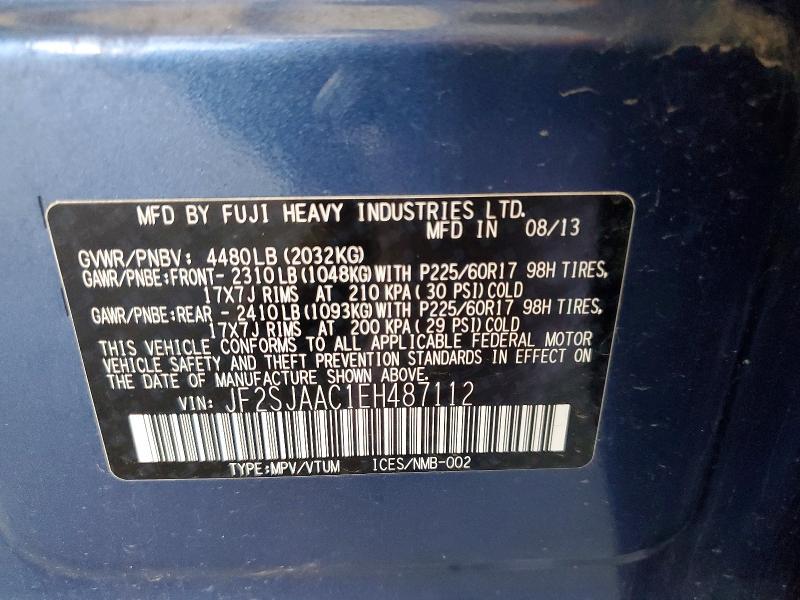 MFD BY FUJI HEAVY INDUSTRIES LTD.
MFD IN 08/13
GVWR/PNBV: 4480LB(2032KG)
GAWR/PNBE:FRONT-2310LB(1048KG)WITH P225/60R17 98H TIRES,
17X7J RIMS AT 210 KPA(30 PSI)COLD
GAWR/PNBE:REAR -2410LB(1093KG)WITH P225/60R17 98H TIRES,
17X7J RIMS AT 200 KPA(29 PSI)COLD
THIS VEHICLE CONFORMS TO ALL APPLICABLE FEDERAL MOTOR
VEHICLE SAFETY AND THEFT PREVENTION STANDARDS IN EFFECT ON
THE DATE OF MANUFACTURE SHOWN ABOVE.
VIN: JF2SJAAC1EH487112
TYPE:MPV/VTUM ICES/NMB-002